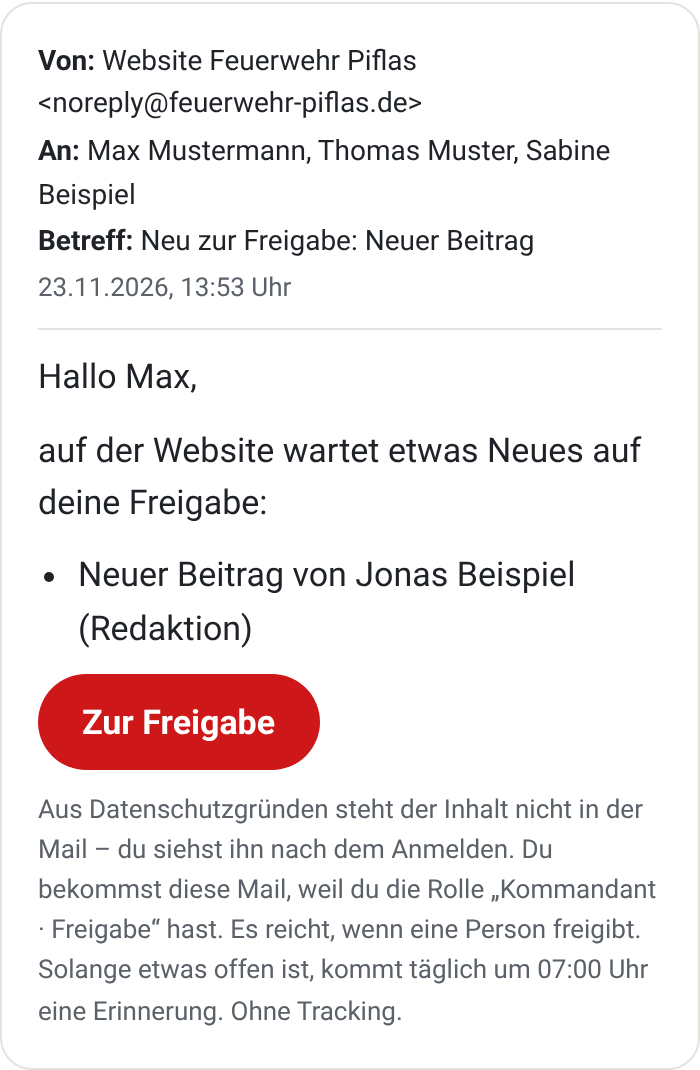 Von: Website Feuerwehr Piflas
<noreply@feuerwehr-piflas.de>
An: Max Mustermann, Thomas Muster, Sabine
Beispiel
Betreff: Neu zur Freigabe: Neuer Beitrag
23.11.2026, 13:53 Uhr
Hallo Max,
auf der Website wartet etwas Neues auf
deine Freigabe:
• Neuer Beitrag von Jonas Beispiel
(Redaktion)
Zur Freigabe
Aus Datenschutzgründen steht der Inhalt nicht in der
Mail – du siehst ihn nach dem Anmelden. Du
bekommst diese Mail, weil du die Rolle „Kommandant
· Freigabe“ hast. Es reicht, wenn eine Person freigibt.
Solange etwas offen ist, kommt täglich um 07:00 Uhr
eine Erinnerung. Ohne Tracking.